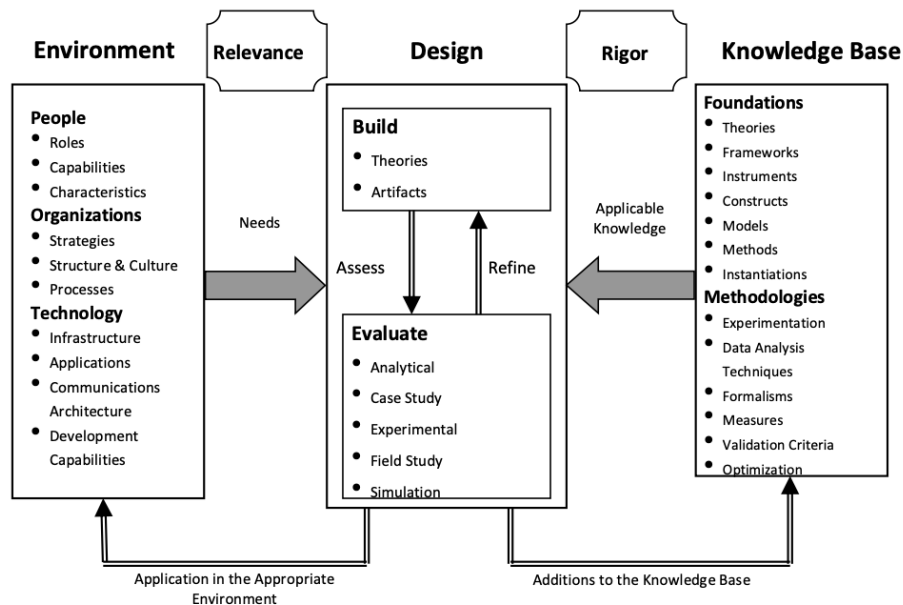 Environment
Relevance
Design
Rigor
Knowledge Base
People
• Roles
• Capabilities
• Characteristics
Organizations
• Strategies
• Structure & Culture
• Processes
Technology
• Infrastructure
• Applications
• Communications
Architecture
• Development
Capabilities
Needs
Build
• Theories
• Artifacts
Assess
Refine
Evaluate
• Analytical
• Case Study
• Experimental
• Field Study
• Simulation
Applicable
Knowledge
Foundations
• Theories
• Frameworks
• Instruments
• Constructs
• Models
• Methods
• Instantiations
Methodologies
• Experimentation
• Data Analysis
Techniques
• Formalisms
• Measures
• Validation Criteria
• Optimization
Application in the Appropriate
Environment
Additions to the Knowledge Base